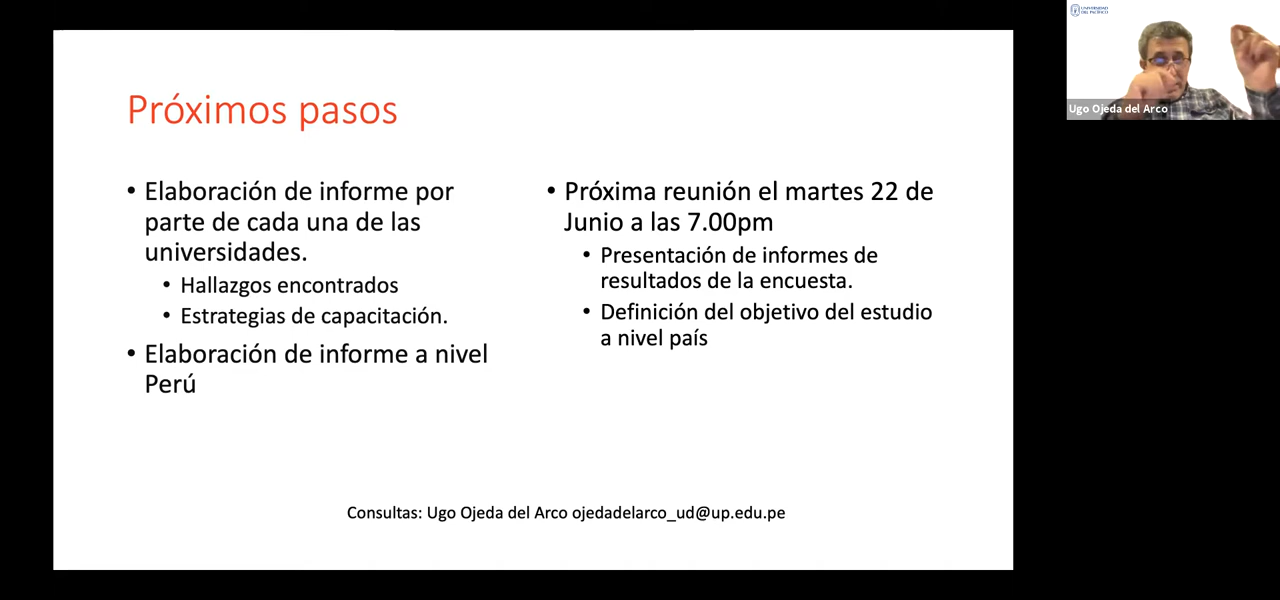 Próximos pasos
• Elaboración de informe por
parte de cada una de las
universidades.
• Hallazgos encontrados
• Estrategias de capacitación.
• Elaboración de informe a nivel
Perú
• Próxima reunión el martes 22 de
Junio a las 7.00pm
• Presentación de informes de
resultados de la encuesta.
• Definición del objetivo del estudio
a nivel país
Consultas: Ugo Ojeda del Arco ojedadelarco_ud@up.edu.pe
UNIVERSIDAD
DEL PACÍFICO
Ugo Ojeda del Arco